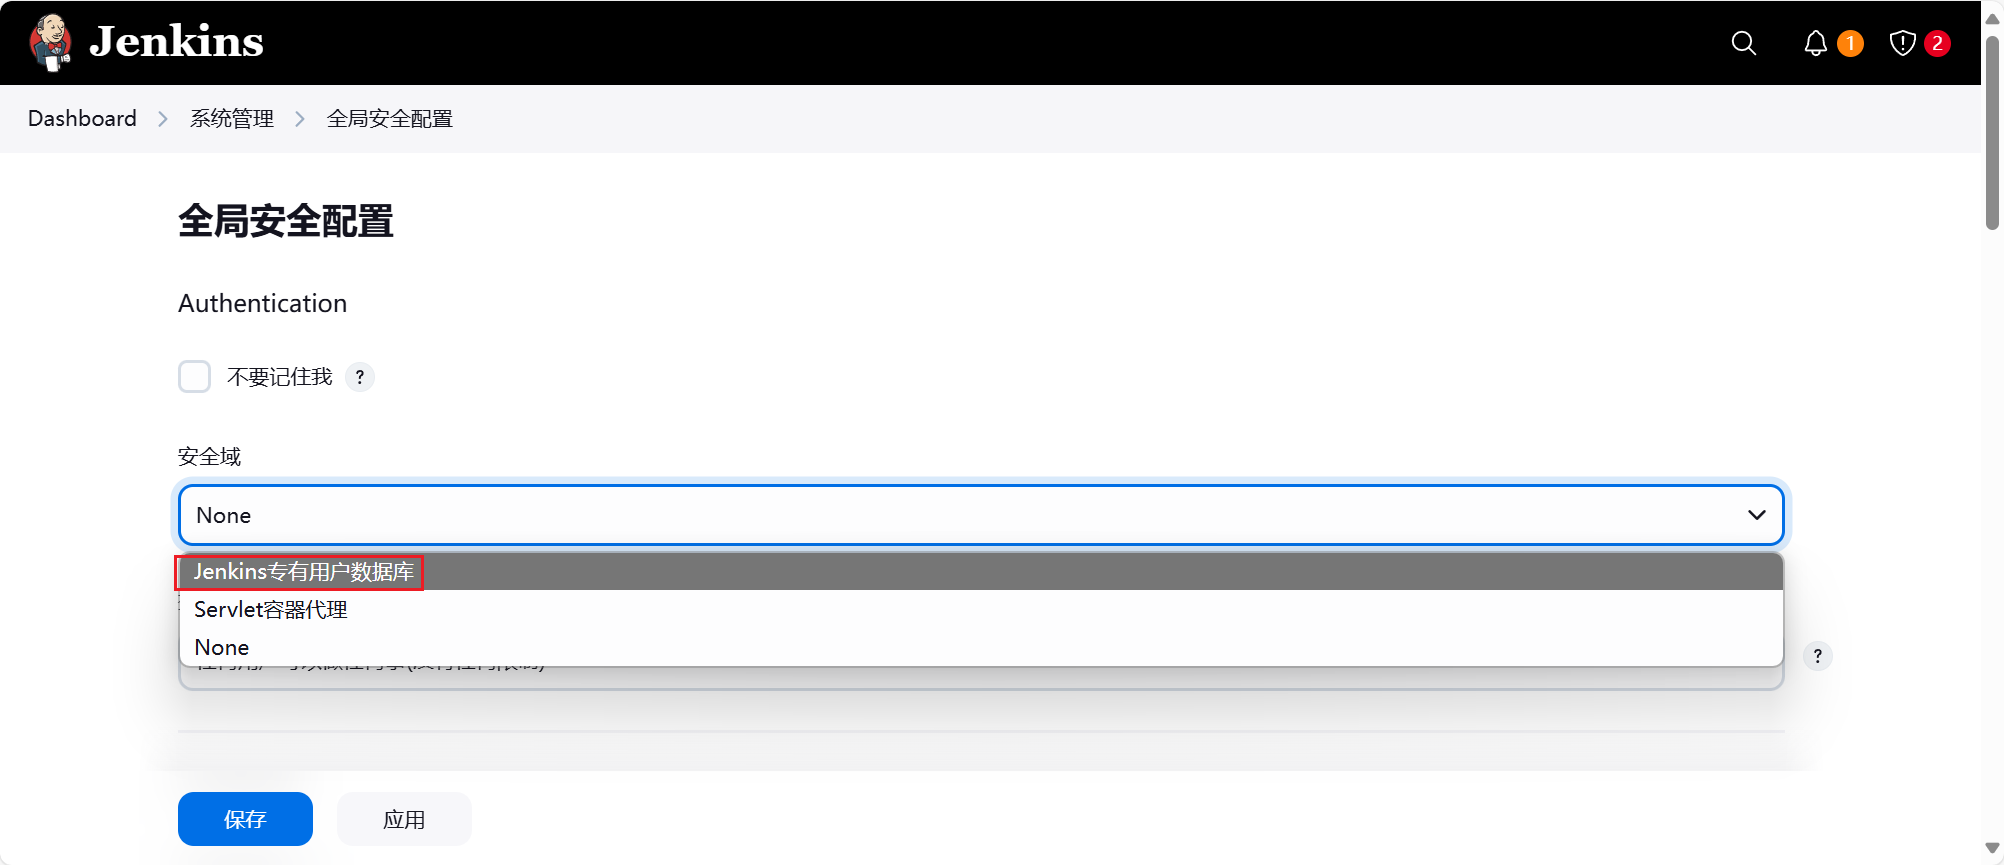 Jenkins
1
2
Dashboard > 系统管理 > 全局安全配置
全局安全配置
Authentication
不要记住我 ?
安全域
None
Jenkins专有用户数据库
Servlet容器代理
None
?
保存
应用